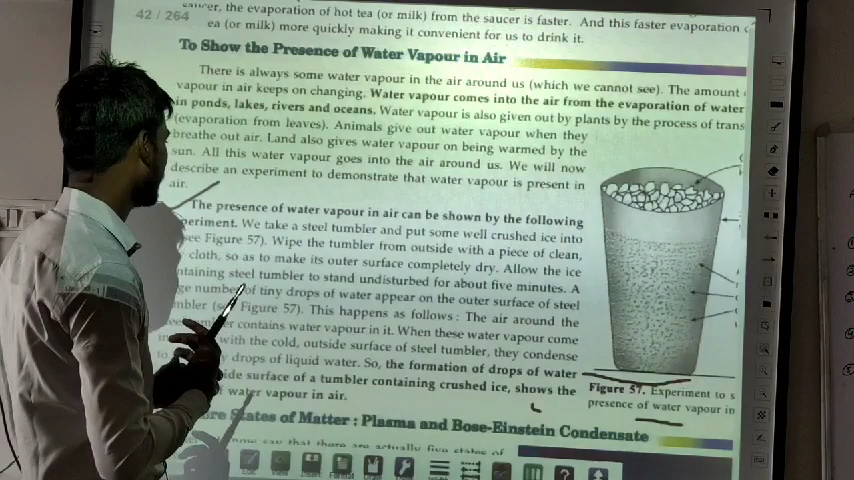 42 / 264
saucer, the evaporation of hot tea (or milk) from the saucer is faster. And this faster evaporation
ea (or milk) more quickly making it convenient for us to drink it.
To Show the Presence of Water Vapour in Air
There is always some water vapour in the air around us (which we cannot see). The amount
vapour in air keeps on changing. Water vapour comes into the air from the evaporation of water
in ponds, lakes, rivers and oceans. Water vapour is also given out by plants by the process of trans
(evaporation from leaves). Animals give out water vapour when they
breathe out air. Land also gives water vapour on being warmed by the
sun. All this water vapour goes into the air around us. We will now
describe an experiment to demonstrate that water vapour is present in
air.
The presence of water vapour in air can be shown by the following
periment. We take a steel tumbler and put some well crushed ice into
see Figure 57). Wipe the tumbler from outside with a piece of clean,
cloth, so as to make its outer surface completely dry. Allow the ice
ntaining steel tumbler to stand undisturbed for about five minutes. A
ge number of tiny drops of water appear on the outer surface of steel
mbler ( Figure 57). This happens as follows : The air around the
contains water vapour in it. When these water vapour come
with the cold, outside surface of steel tumbler, they condense
drops of liquid water. So, the formation of drops of water
ide surface of a tumbler containing crushed ice, shows the
water vapour in air.
Figure 57. Experiment to s
presence of water vapour in
ore States of Matter : Plasma and Bose-Einstein Condensate
now say that there are actually five states of